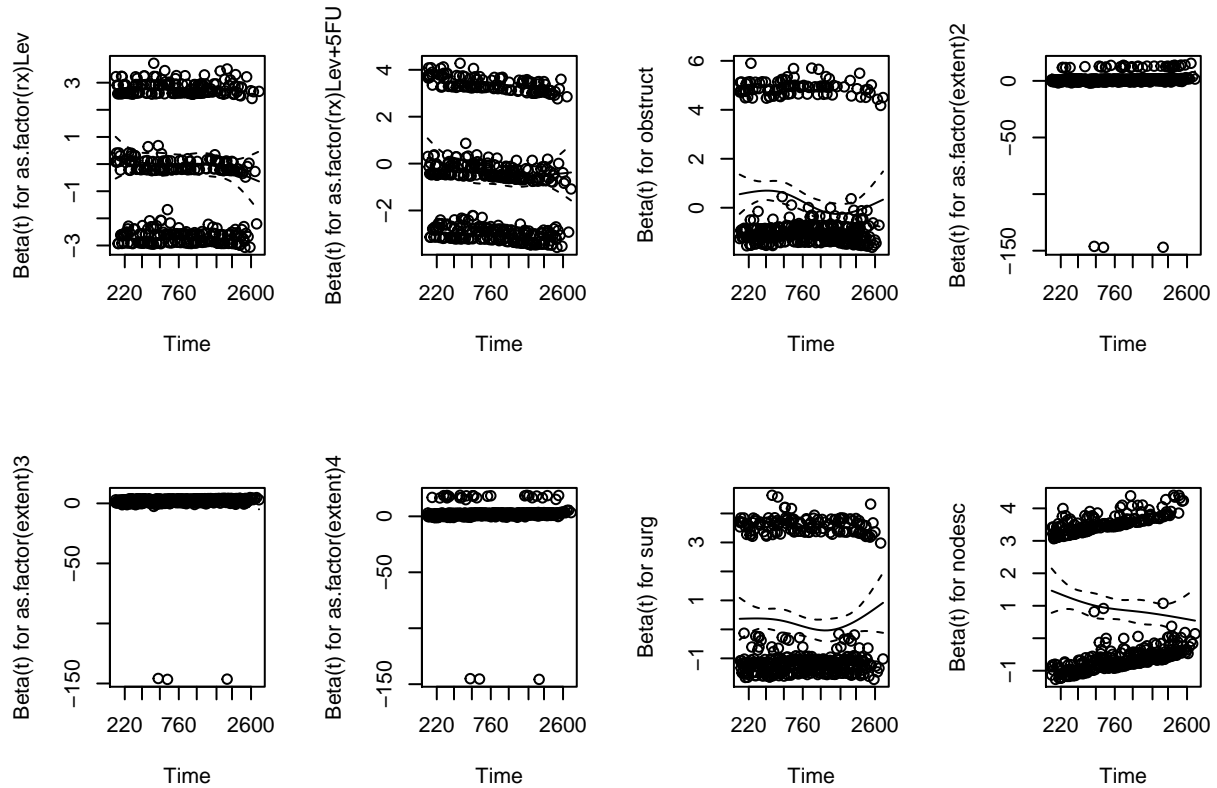 Beta(t) for as.factor(rx)Lev
3
1
−1
−3
220 760 2600
Time
Beta(t) for as.factor(rx)Lev+5FU
4
2
0
−2
220 760 2600
Time
Beta(t) for obstruct
6
4
2
0
220 760 2600
Time
Beta(t) for as.factor(extent)2
0
−50
−150
220 760 2600
Time
Beta(t) for as.factor(extent)3
0
−50
−150
220 760 2600
Time
Beta(t) for as.factor(extent)4
0
−50
−150
220 760 2600
Time
Beta(t) for surg
3
1
−1
220 760 2600
Time
Beta(t) for nodesc
4
3
2
1
−1
220 760 2600
Time